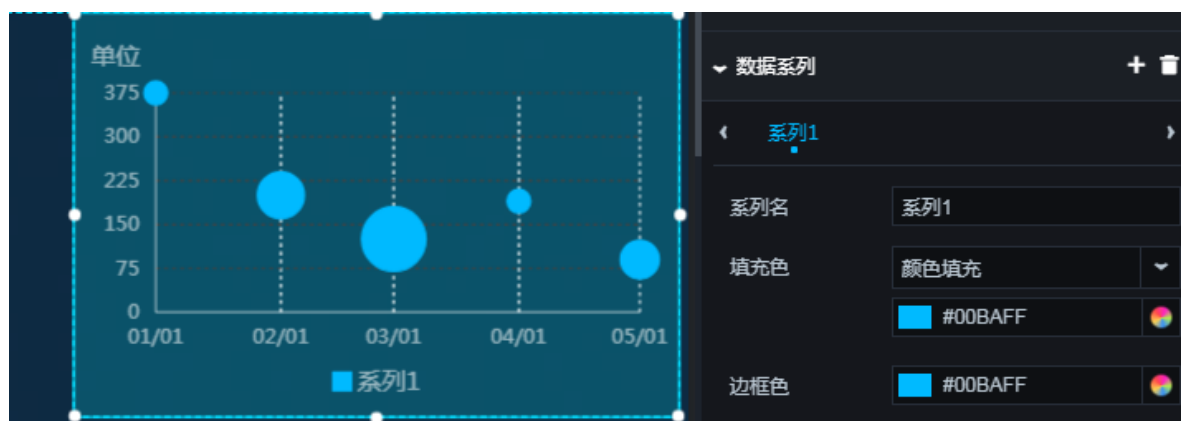 单位
375
300
225
150
75
0
01/01 02/01 03/01 04/01 05/01
系列1
数据系列
系列1
系列名 系列1
填充色 颜色填充
#00BAFF
边框色 #00BAFF